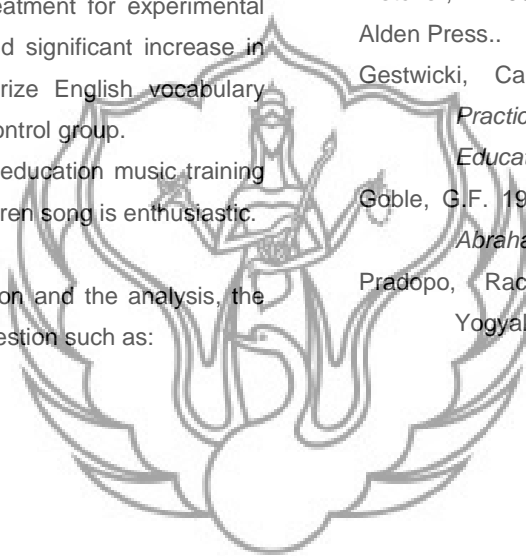 eatment for experimental
significant increase in
rize English vocabulary
ontrol group.
education music training
ren song is enthusiastic.
on and the analysis, the
estion such as:
Alden Press..
Gestwicki, Ca
Practic
Educat
Goble, G.F. 19
Abraha
Pradopo, Rac
Yogyal